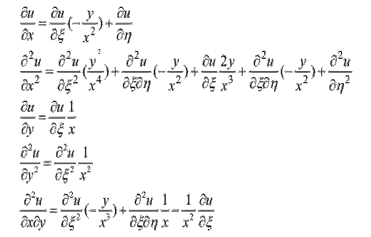 ∂u/∂x = ∂u/∂ξ (-y/x²) + ∂u/∂η
∂²u/∂x² = ∂²u/∂ξ² (y²/x⁴) + ∂²u/∂ξ∂η (-y/x²) + ∂u/∂ξ 2y/x³ + ∂²u/∂ξ∂η (-y/x²) + ∂²u/∂η²
∂u/∂y = ∂u/∂ξ 1/x
∂²u/∂y² = ∂²u/∂ξ² 1/x²
∂²u/∂x∂y = ∂²u/∂ξ² (-y/x³) + ∂²u/∂ξ∂η 1/x - 1/x² ∂u/∂ξ